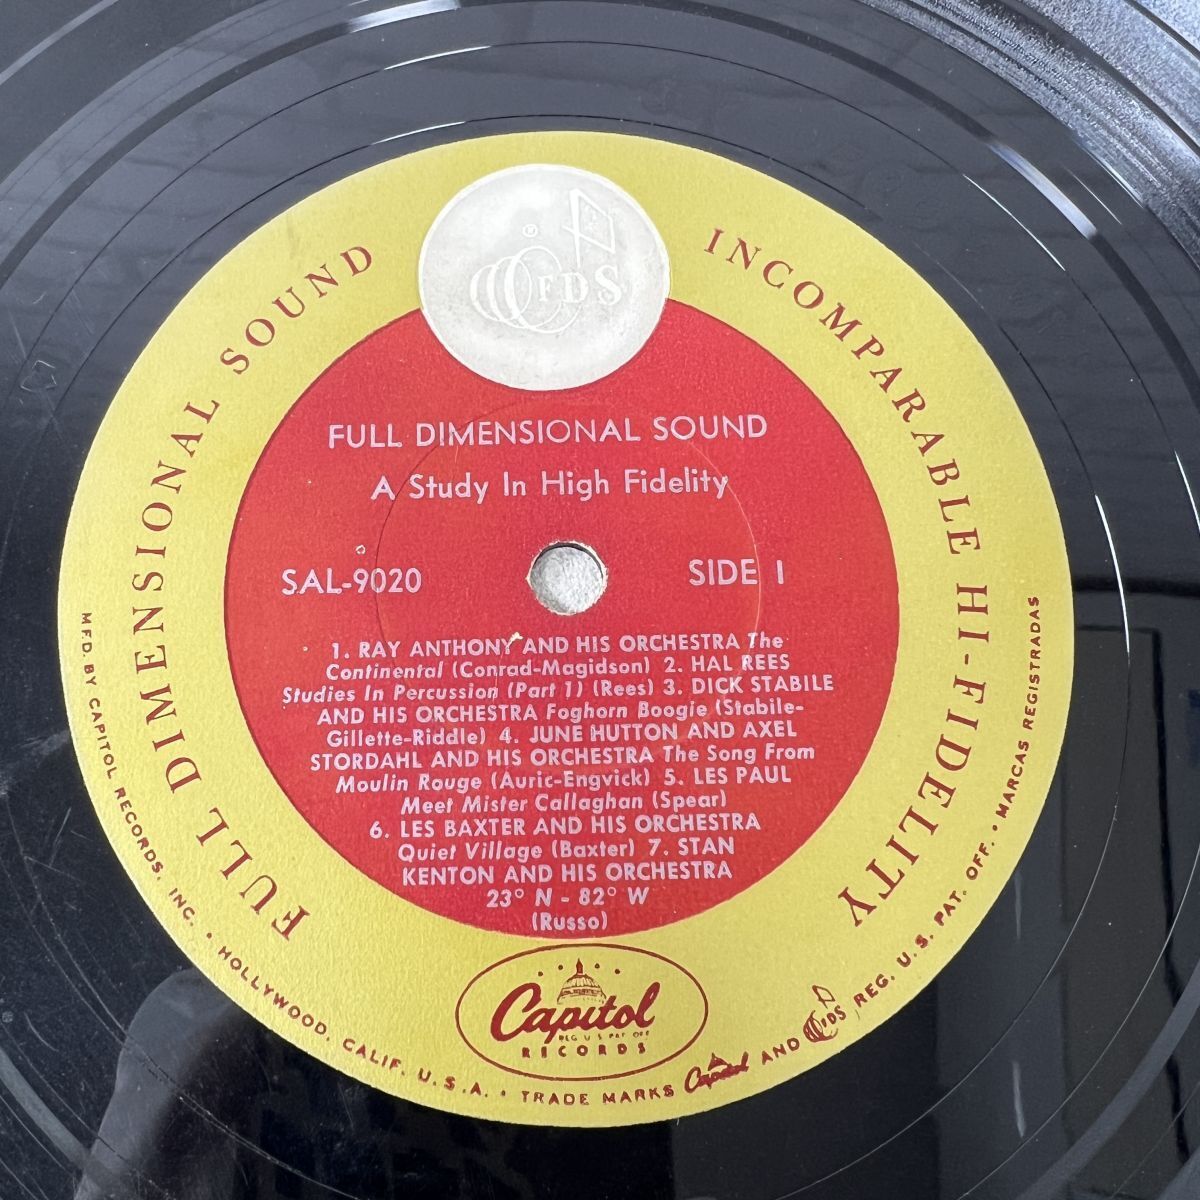 FDS
®
FULL DIMENSIONAL SOUND
INCOMPARABLE HI-FIDELITY
FULL DIMENSIONAL SOUND
A Study In High Fidelity
SAL-9020
SIDE 1
1. RAY ANTHONY AND HIS ORCHESTRA The
Continental (Conrad-Magidson) 2. HAL REES
Studies In Percussion (Part 1) (Rees) 3. DICK STABILE
AND HIS ORCHESTRA Foghorn Boogie (Stabile-
Gillette-Riddle) 4. JUNE HUTTON AND AXEL
STORDAHL AND HIS ORCHESTRA The Song From
Moulin Rouge (Auric-Engvick) 5. LES PAUL
Meet Mister Callaghan (Spear)
6. LES BAXTER AND HIS ORCHESTRA
Quiet Village (Baxter) 7. STAN
KENTON AND HIS ORCHESTRA
23° N - 82° W
(Russo)
Capitol
REG. U.S. PAT. OFF.
RECORDS
MFD. BY CAPITOL RECORDS, INC. • HOLLYWOOD, CALIF. U.S.A. • TRADE MARKS Capitol AND FDS REG. U.S. PAT. OFF. • MARCAS REGISTRADAS